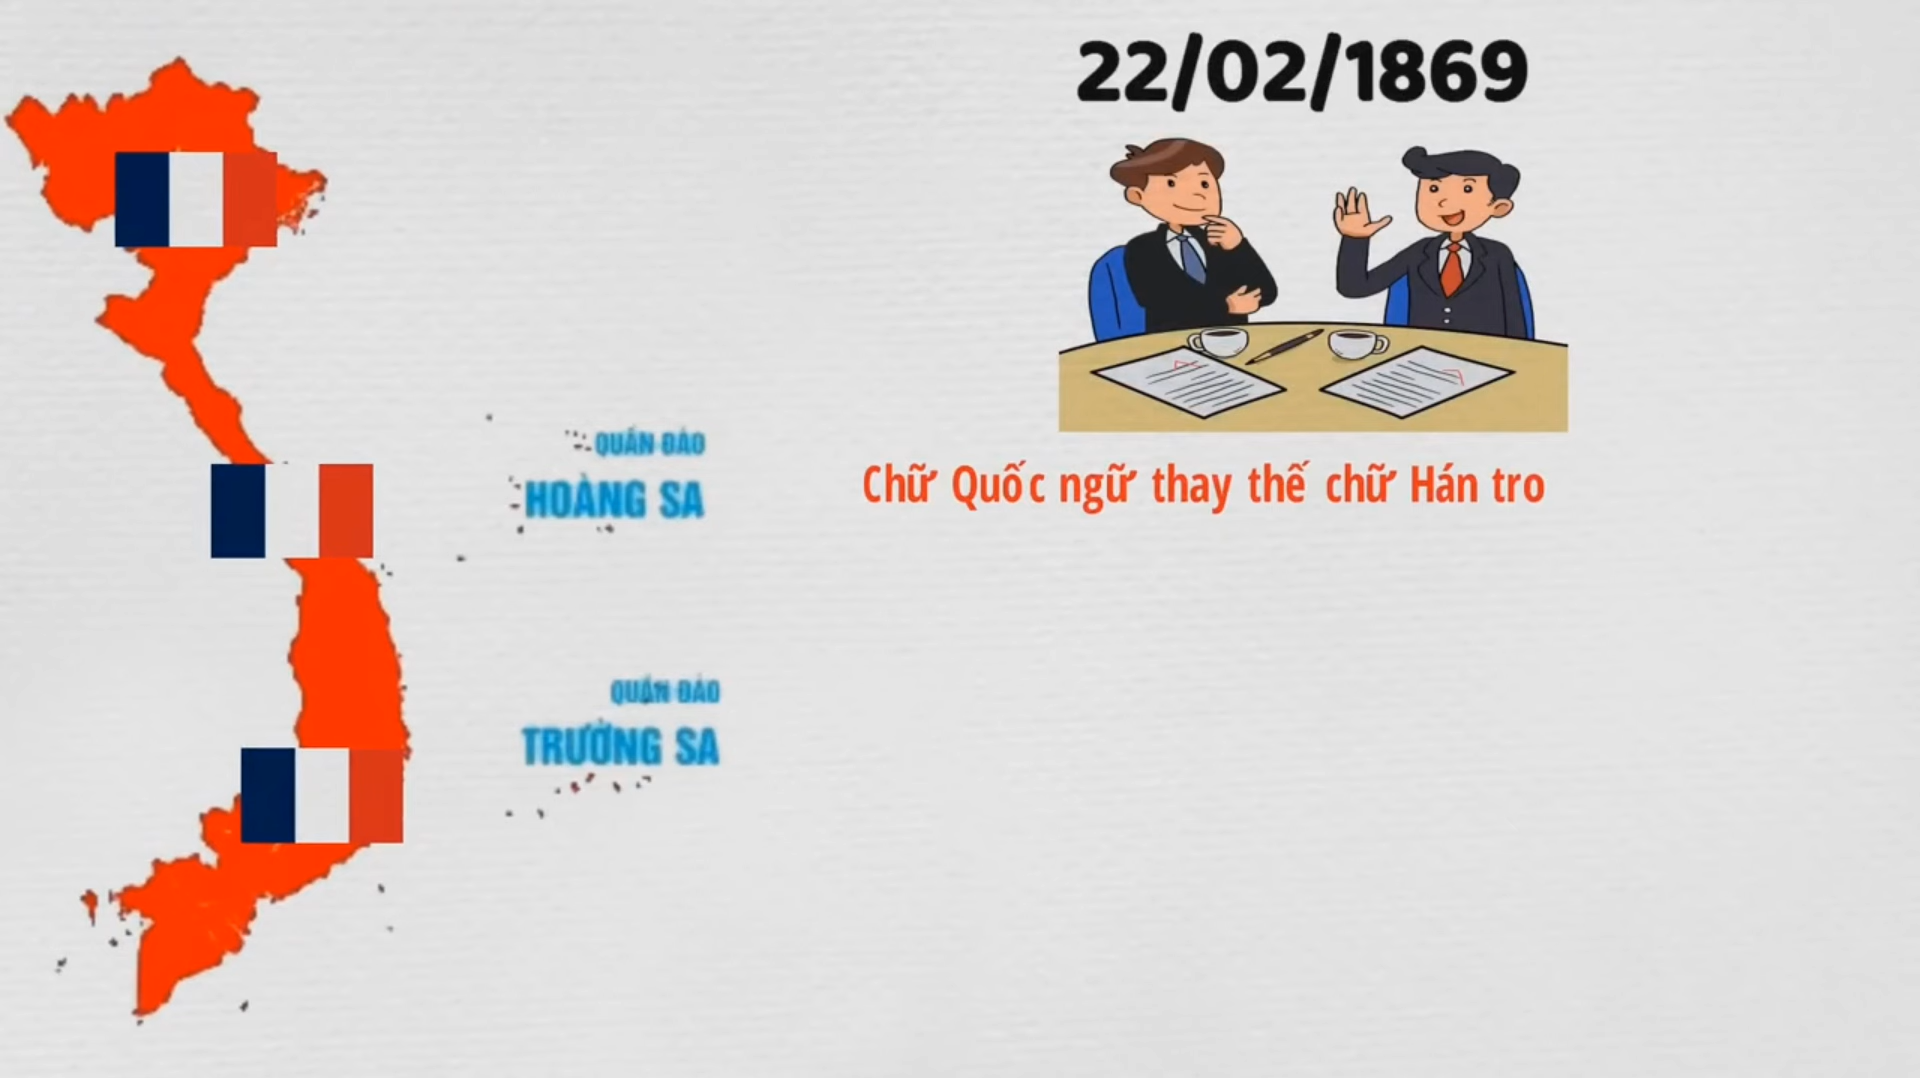 22/02/1869
Chữ Quốc ngữ thay thế chữ Hán tro
QUẦN ĐẢO
HOÀNG SA
QUẦN ĐẢO
TRƯỜNG SA